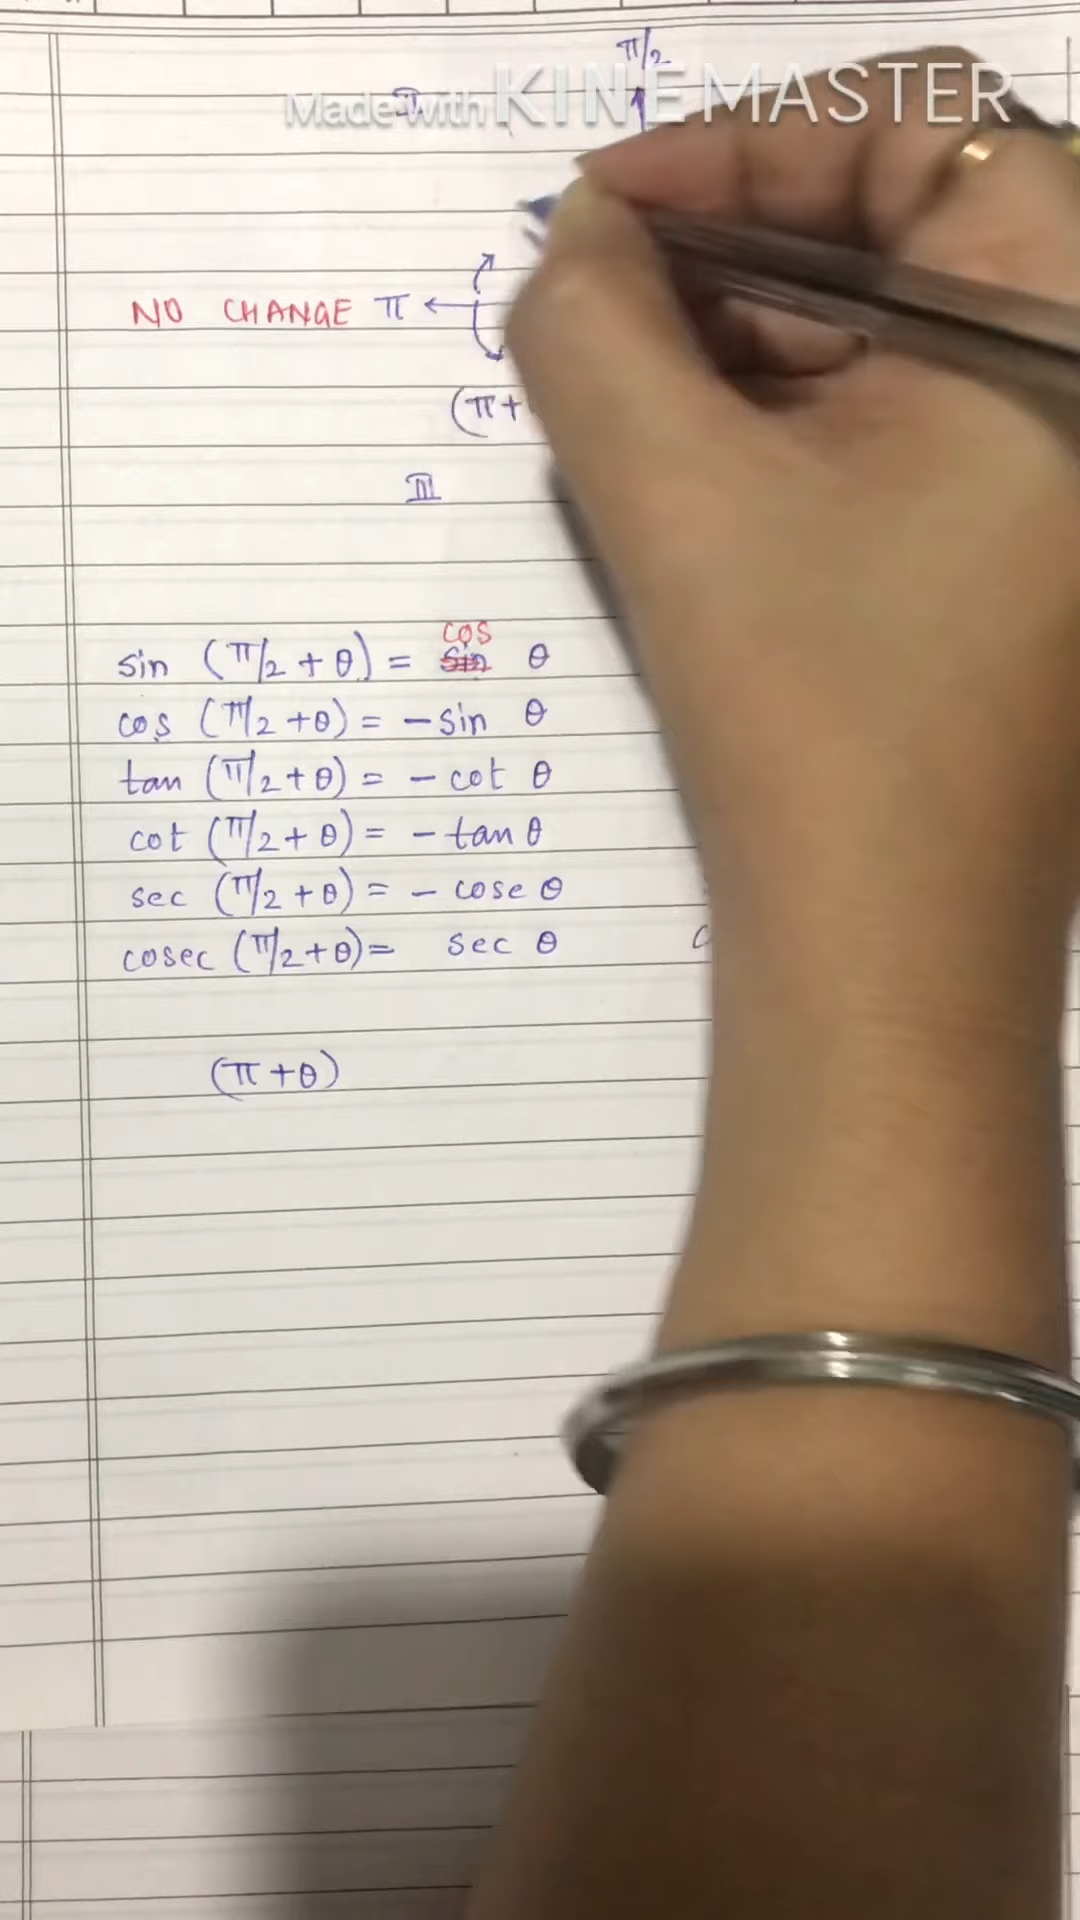 π/2
Made with KINEMASTER
II
NO CHANGE π
(π+
III
cos
sin (π/2 + θ) = sin θ
cos (π/2 +θ) = -sin θ
tan (π/2 + θ) = - cot θ
cot (π/2 + θ) = - tan θ
sec (π/2 + θ) = - cose θ
cosec (π/2 + θ) = sec θ
(π + θ)